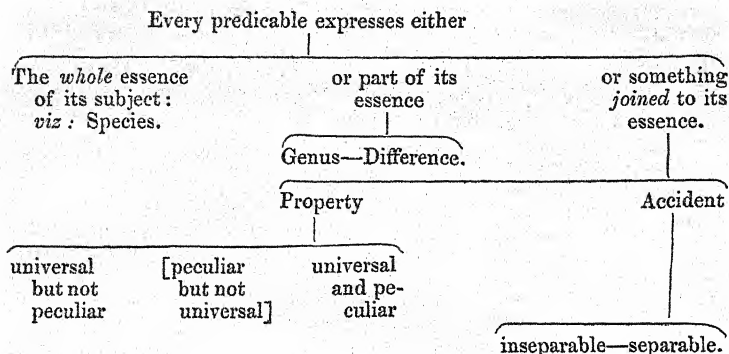 Every predicable expresses either
The whole essence of its subject: viz: Species.
or part of its essence
or something joined to its essence.
Genus—Difference.
Property
Accident
universal but not peculiar
[peculiar but not universal]
universal and pe-culiar
inseparable—separable.